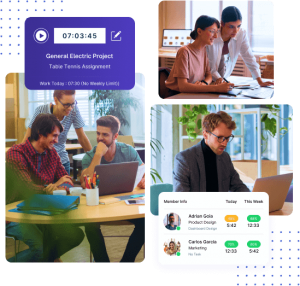 07:03:45
General Electric Project
Table Tennis Assignment
Work Today : 07:30 (No Weekly Limit)
Member Info
Today
This Week
Adrian Goia
Product Design
5:42
12:33
Carlos Garcia
Marketing
No Task
12:33
5:42